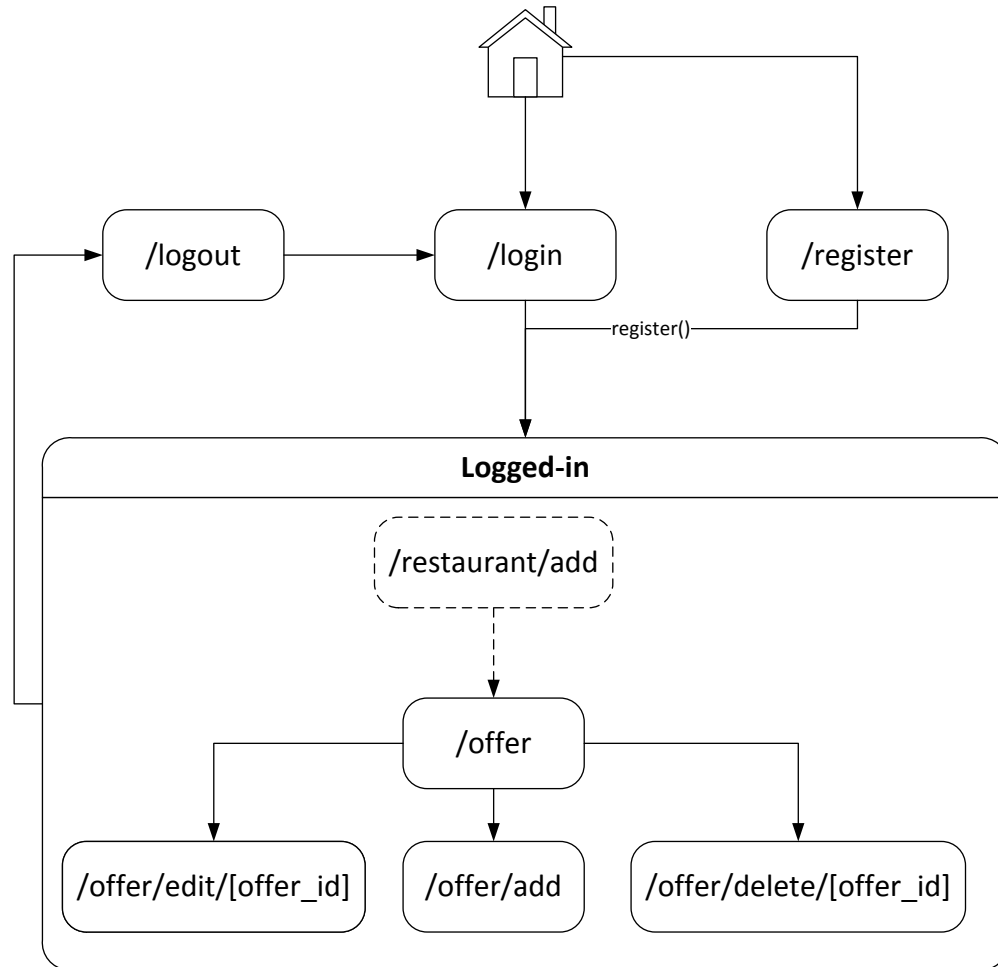 /logout
/login
/register
register()
Logged-in
/restaurant/add
/offer
/offer/edit/[offer_id]
/offer/add
/offer/delete/[offer_id]